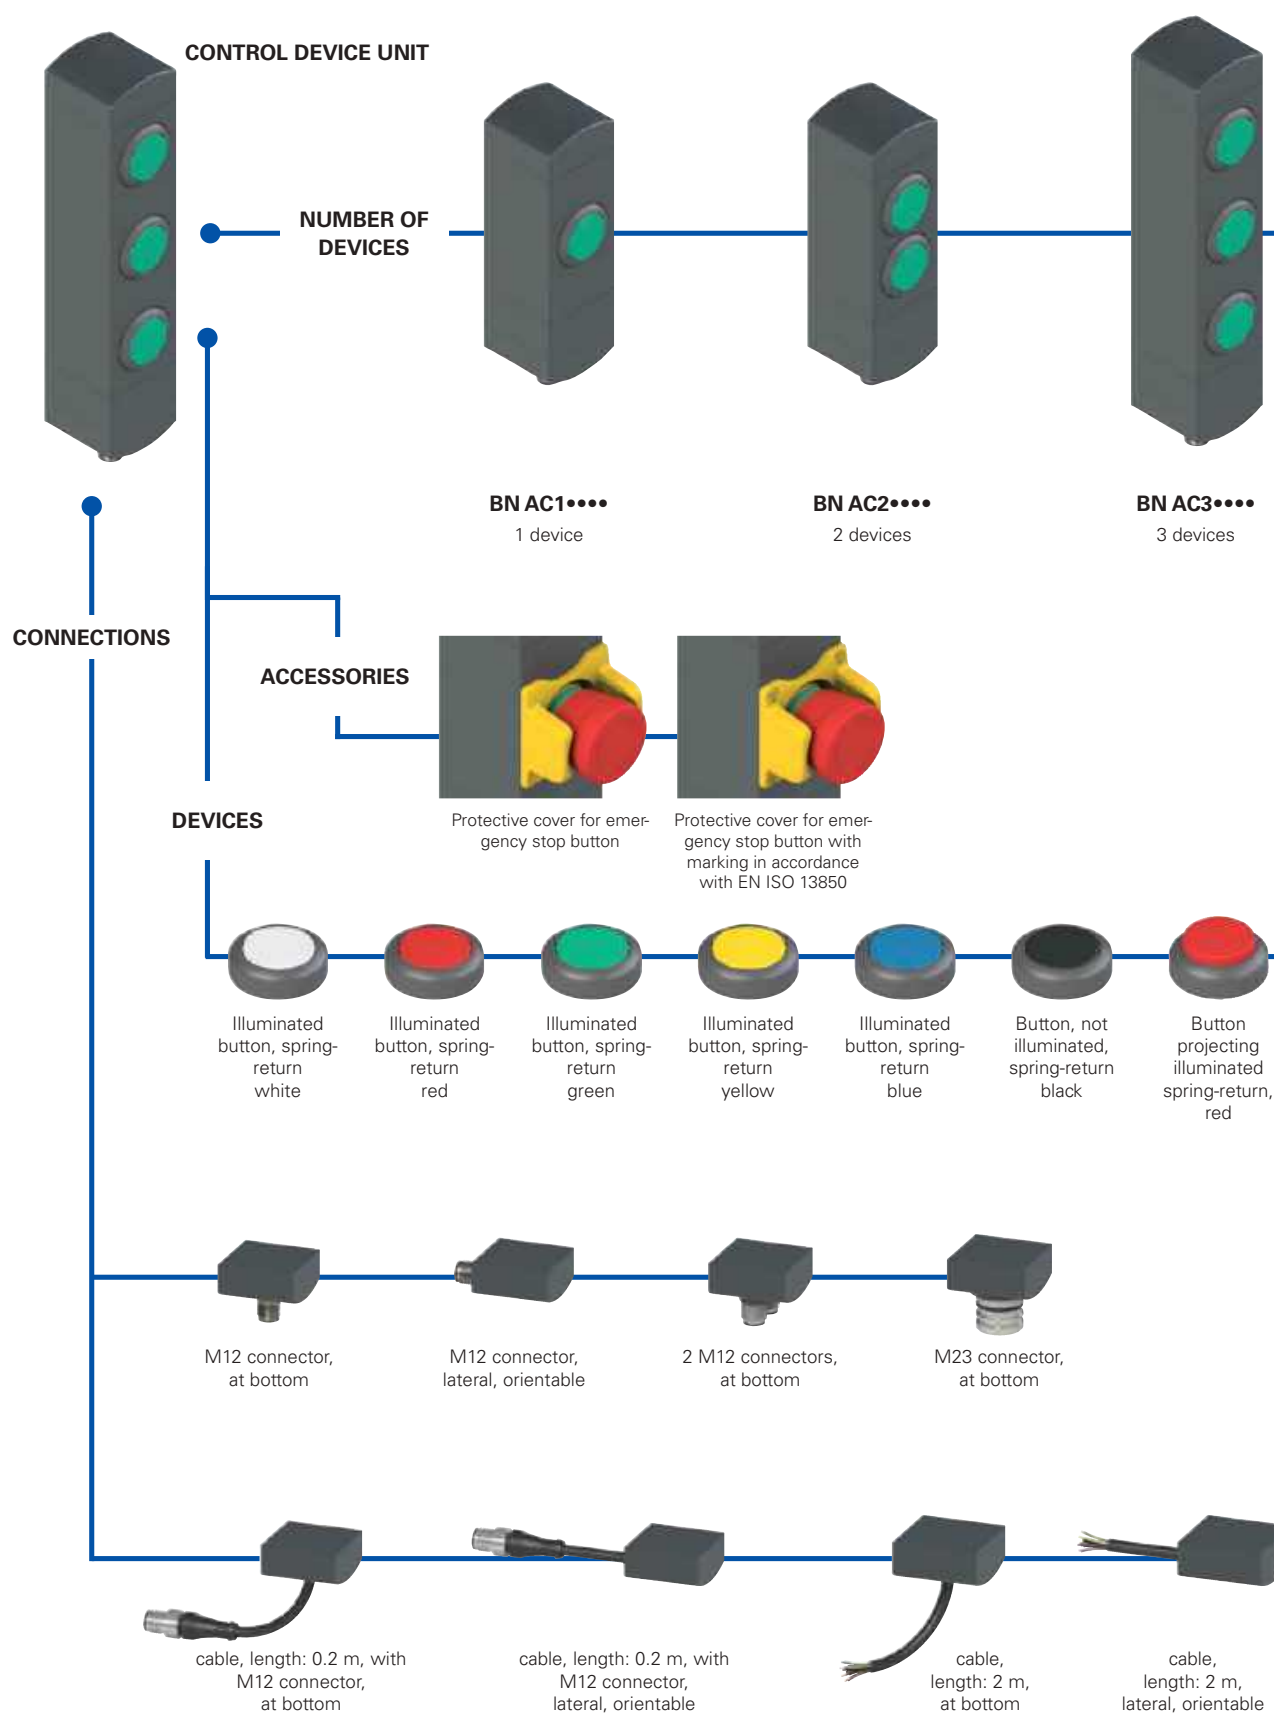 CONTROL DEVICE UNIT
NUMBER OF
DEVICES
BN AC1••••
1 device
BN AC2••••
2 devices
BN AC3••••
3 devices
CONNECTIONS
ACCESSORIES
Protective cover for emer-
gency stop button
Protective cover for emer-
gency stop button with
marking in accordance
with EN ISO 13850
DEVICES
Illuminated
button, spring-
return
white
Illuminated
button, spring-
return
red
Illuminated
button, spring-
return
green
Illuminated
button, spring-
return
yellow
Illuminated
button, spring-
return
blue
Button, not
illuminated,
spring-return
black
Button
projecting
illuminated
spring-return,
red
M12 connector,
at bottom
M12 connector,
lateral, orientable
2 M12 connectors,
at bottom
M23 connector,
at bottom
cable, length: 0.2 m, with
M12 connector,
at bottom
cable, length: 0.2 m, with
M12 connector,
lateral, orientable
cable,
length: 2 m,
at bottom
cable,
length: 2 m,
lateral, orientable